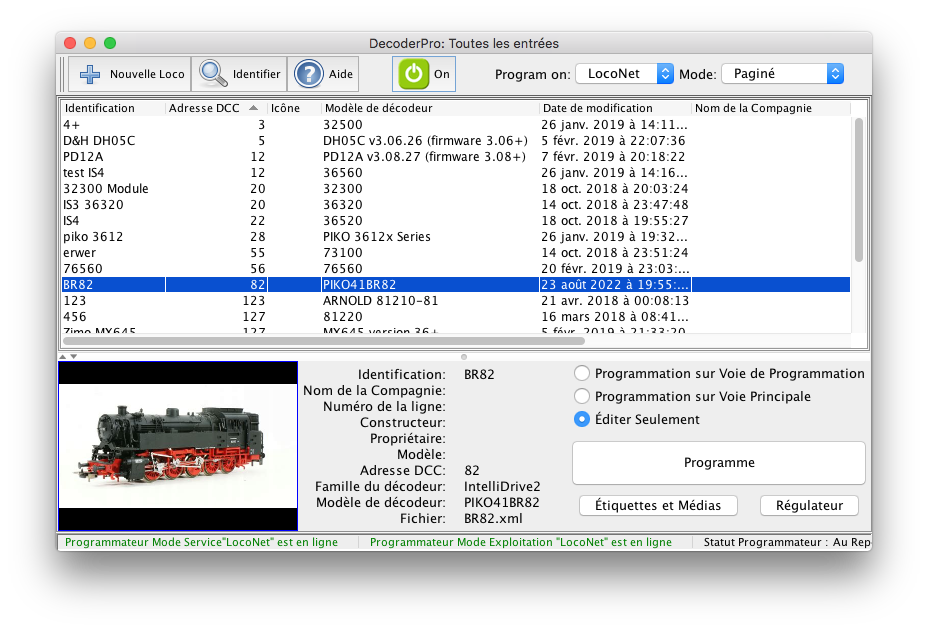 DecoderPro: Toutes les entrées
Nouvelle Loco Identifier Aide On Program on: LocoNet Mode: Paginé
Identification Adresse DCC Icône Modèle de décodeur Date de modification Nom de la Compagnie
4+ 3 32500 26 janv. 2019 à 14:11...
D&H DH05C 5 DH05C v3.06.26 (firmware 3.06+) 5 févr. 2019 à 22:07:36
PD12A 12 PD12A v3.08.27 (firmware 3.08+) 7 févr. 2019 à 20:18:22
test IS4 12 36560 26 janv. 2019 à 14:16...
32300 Module 20 32300 18 oct. 2018 à 20:03:24
IS3 36320 20 36320 14 oct. 2018 à 23:47:48
IS4 22 36520 18 oct. 2018 à 19:55:27
piko 3612 28 PIKO 3612x Series 26 janv. 2019 à 19:32...
erwer 55 73100 14 oct. 2018 à 23:51:24
76560 56 76560 20 févr. 2019 à 23:03:...
BR82 82 PIKO41BR82 23 août 2022 à 19:55:...
123 123 ARNOLD 81210-81 21 avr. 2018 à 00:08:13
456 127 81220 16 mars 2018 à 08:41...
Zimo MX645 127 MX645 version 36+ 5 févr. 2019 à 21:33:20
Identification: BR82
Nom de la Compagnie:
Numéro de la ligne:
Constructeur:
Propriétaire:
Modèle:
Adresse DCC: 82
Famille du décodeur: IntelliDrive2
Modèle de décodeur: PIKO41BR82
Fichier: BR82.xml
Programmation sur Voie de Programmation
Programmation sur Voie Principale
Éditer Seulement
Programme
Étiquettes et Médias Régulateur
Programmateur Mode Service"LocoNet" est en ligne Programmateur Mode Exploitation "LocoNet" est en ligne Statut Programmateur : Au Rep